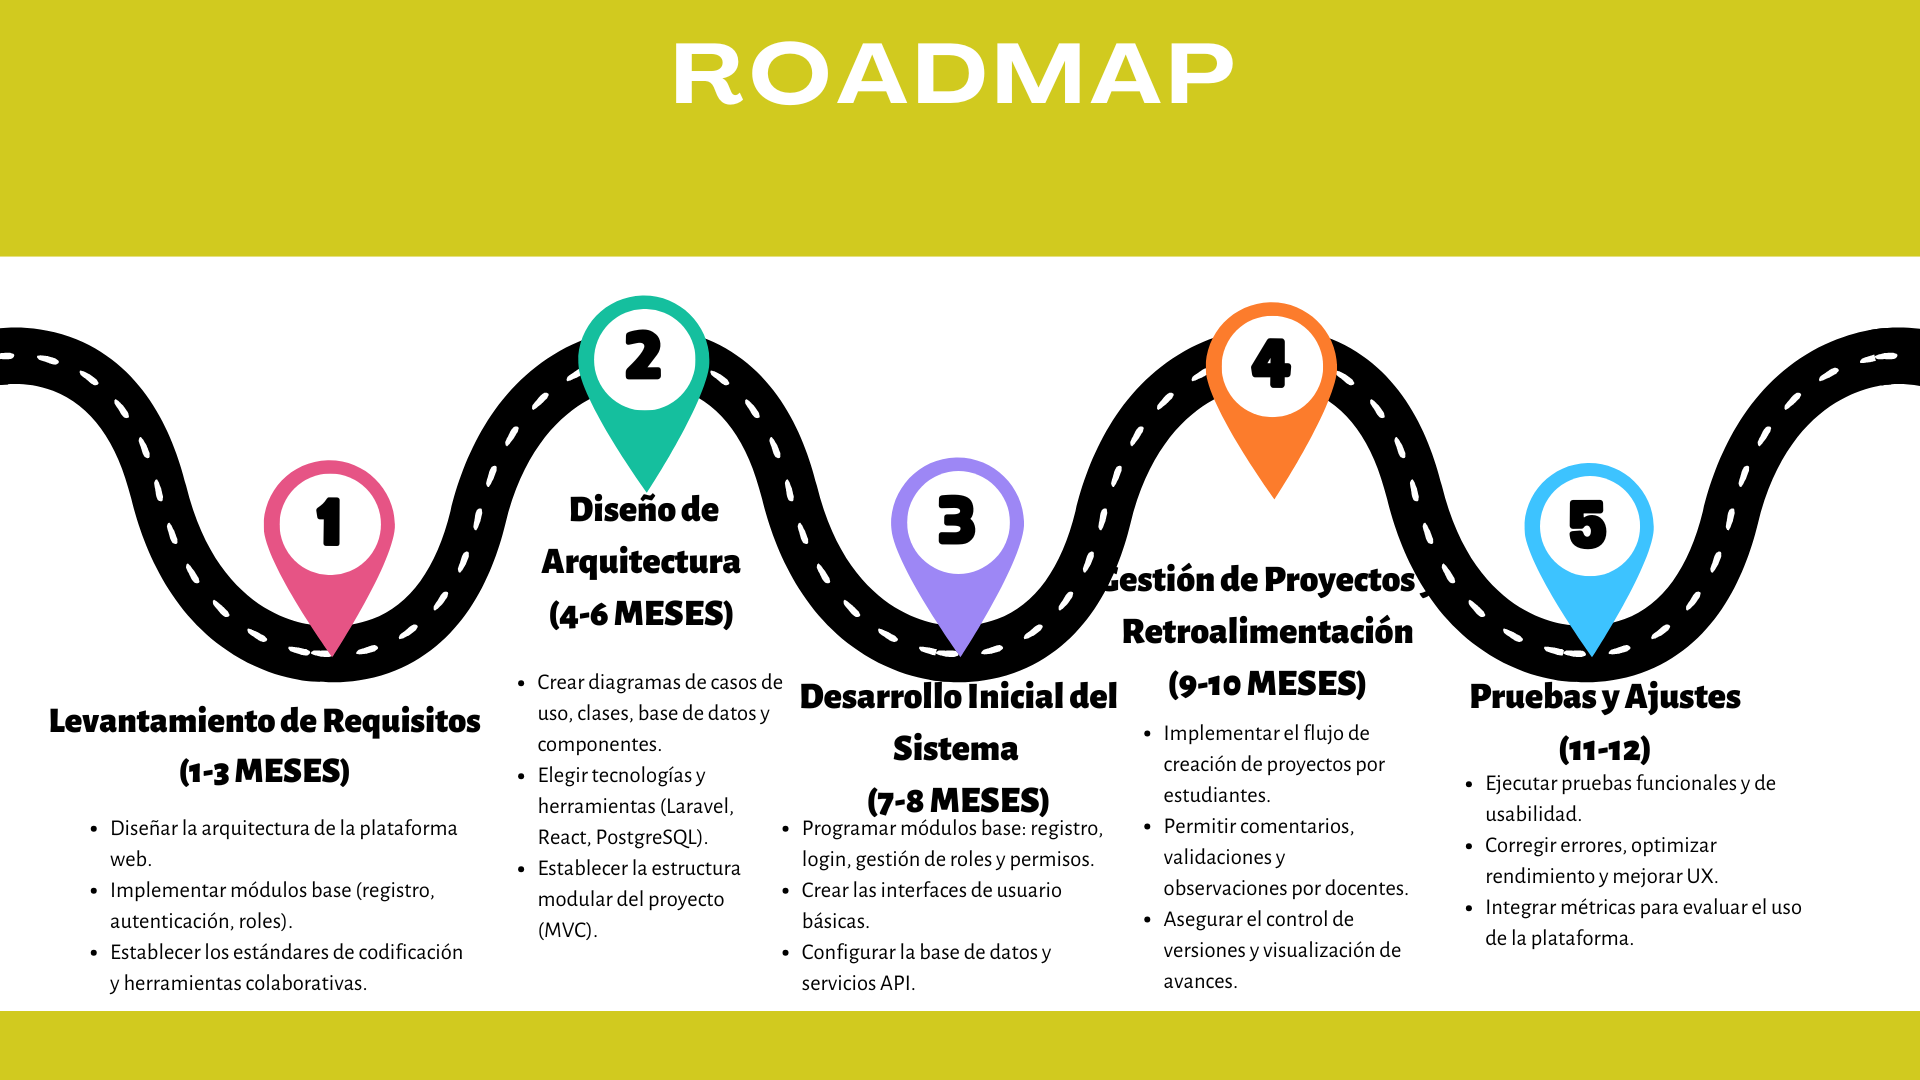 ROADMAP
1
Levantamiento de Requisitos
(1-3 MESES)
• Diseñar la arquitectura de la plataforma
web.
• Implementar módulos base (registro,
autenticación, roles).
• Establecer los estándares de codificación
y herramientas colaborativas.
2
Diseño de
Arquitectura
(4-6 MESES)
• Crear diagramas de casos de
uso, clases, base de datos y
componentes.
• Elegir tecnologías y
herramientas (Laravel,
React, PostgreSQL).
• Establecer la estructura
modular del proyecto
(MVC).
3
Desarrollo Inicial del
Sistema
(7-8 MESES)
• Programar módulos base: registro,
login, gestión de roles y permisos.
• Crear las interfaces de usuario
básicas.
• Configurar la base de datos y
servicios API.
4
Gestión de Proyectos y
Retroalimentación
(9-10 MESES)
• Implementar el flujo de
creación de proyectos por
estudiantes.
• Permitir comentarios,
validaciones y
observaciones por docentes.
• Asegurar el control de
versiones y visualización de
avances.
5
Pruebas y Ajustes
(11-12)
• Ejecutar pruebas funcionales y de
usabilidad.
• Corregir errores, optimizar
rendimiento y mejorar UX.
• Integrar métricas para evaluar el uso
de la plataforma.